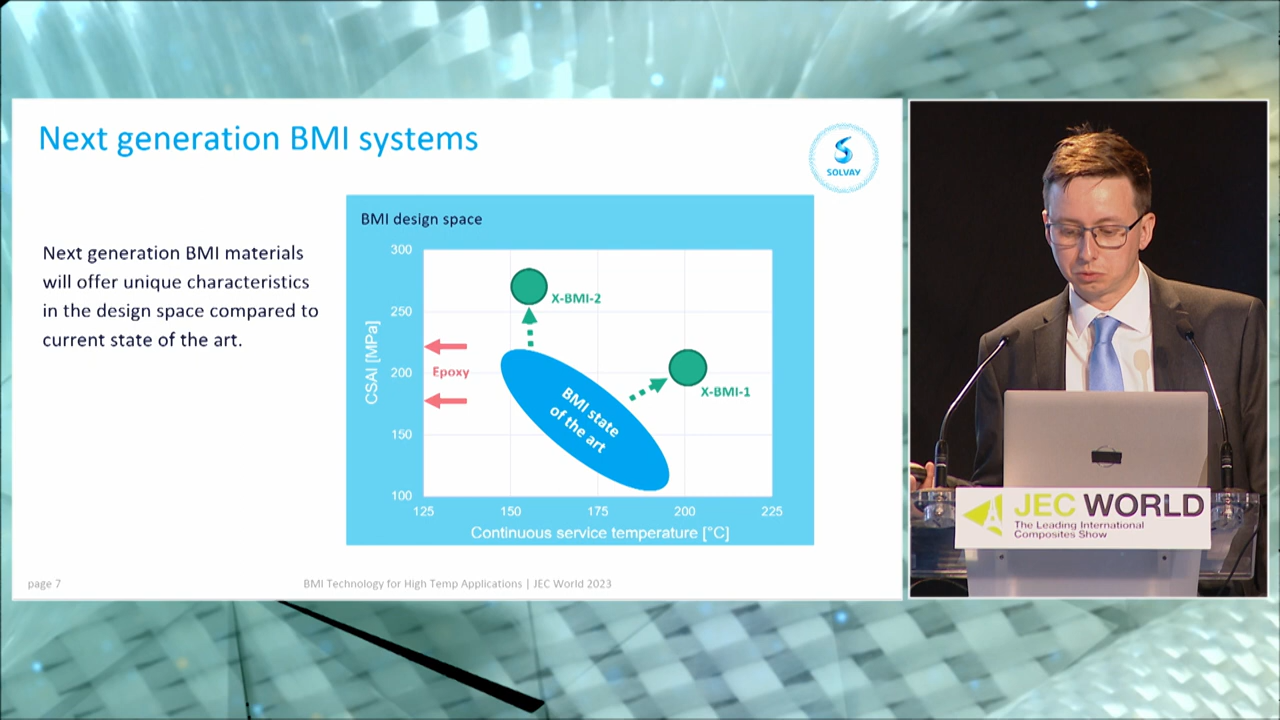 Next generation BMI systems
SOLVAY
Next generation BMI materials
will offer unique characteristics
in the design space compared to
current state of the art.
BMI design space
CSAI [MPa]
300
250
200
150
100
X-BMI-2
Epoxy
X-BMI-1
BMI state
of the art
125
150
175
200
225
Continuous service temperature [°C]
page 7
BMI Technology for High Temp Applications | JEC World 2023
JEC WORLD
The Leading International
Composites Show